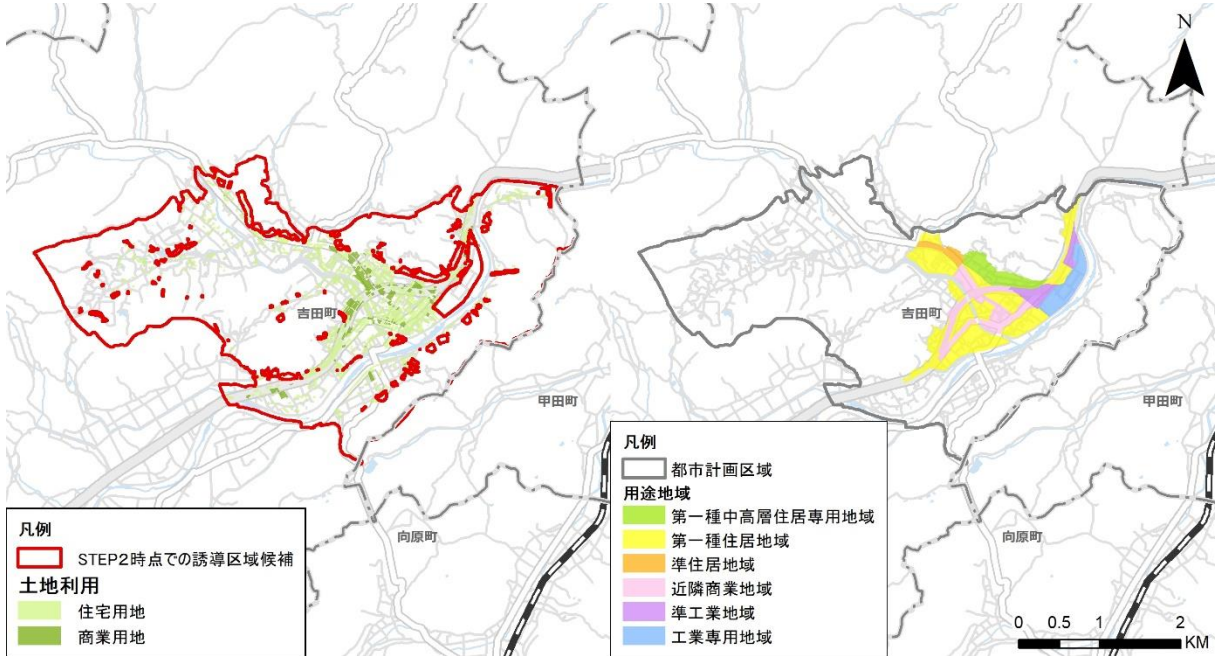 吉田町
凡例
STEP2時点での誘導区域候補
土地利用
住宅用地
商業用地
甲田町
向原町
N
吉田町
甲田町
向原町
凡例
都市計画区域
用途地域
第一種中高層住居専用地域
第一種住居地域
準住居地域
近隣商業地域
準工業地域
工業専用地域
0 0.5 1 2
KM